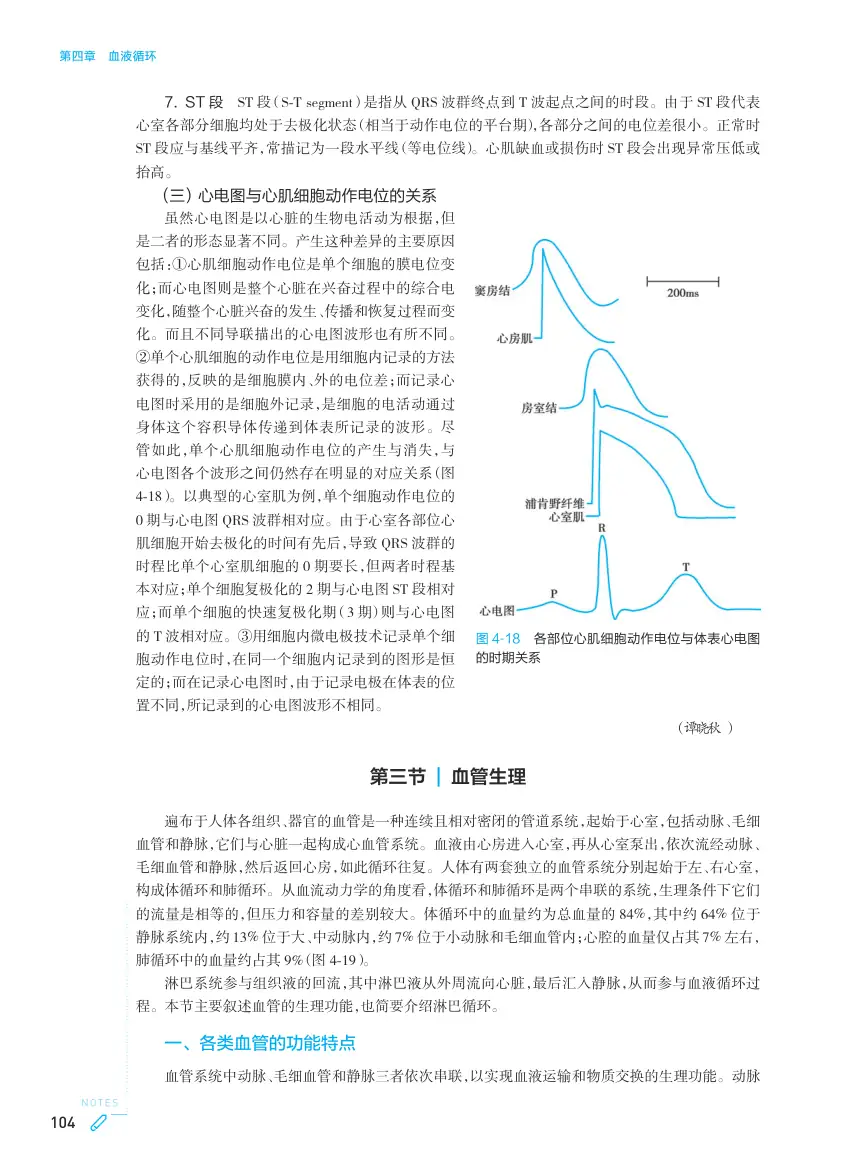 第四章 血液循环
7. ST 段 ST 段（S-T segment）是指从 QRS 波群终点到 T 波起点之间的时段。由于 ST 段代表
心室各部分细胞均处于去极化状态（相当于动作电位的平台期），各部分之间的电位差很小。正常时
ST 段应与基线平齐，常描记为一段水平线（等电位线）。心肌缺血或损伤时 ST 段会出现异常压低或
抬高。
（三）心电图与心肌细胞动作电位的关系
虽然心电图是以心脏的生物电活动为根据，但
是二者的形态显著不同。产生这种差异的主要原因
包括：①心肌细胞动作电位是单个细胞的膜电位变
化；而心电图则是整个心脏在兴奋过程中的综合电
变化，随整个心脏兴奋的发生、传播和恢复过程而变
化。而且不同导联描出的心电图波形也有所不同。
②单个心肌细胞的动作电位是用细胞内记录的方法
获得的，反映的是细胞膜内、外的电位差；而记录心
电图时采用的是细胞外记录，是细胞的电活动通过
身体这个容积导体传递到体表所记录的波形。尽
管如此，单个心肌细胞动作电位的产生与消失，与
心电图各个波形之间仍然存在明显的对应关系（图
4-18）。以典型的心室肌为例，单个细胞动作电位的
0 期与心电图 QRS 波群相对应。由于心室各部位心
肌细胞开始去极化的时间有先后，导致 QRS 波群的
时程比单个心室肌细胞的 0 期要长，但两者时程基
本对应；单个细胞复极化的 2 期与心电图 ST 段相对
应；而单个细胞的快速复极化期（3 期）则与心电图
的 T 波相对应。③用细胞内微电极技术记录单个细
胞动作电位时，在同一个细胞内记录到的图形是恒
定的；而在记录心电图时，由于记录电极在体表的位
置不同，所记录到的心电图波形不相同。
窦房结
200ms
心房肌
房室结
浦肯野纤维
心室肌
R
T
P
心电图
图 4-18 各部位心肌细胞动作电位与体表心电图
的时期关系
（谭晓秋）
第三节 | 血管生理
遍布于人体各组织、器官的血管是一种连续且相对密闭的管道系统，起始于心室，包括动脉、毛细
血管和静脉，它们与心脏一起构成心血管系统。血液由心房进入心室，再从心室泵出，依次流经动脉、
毛细血管和静脉，然后返回心房，如此循环往复。人体有两套独立的血管系统分别起始于左、右心室，
构成体循环和肺循环。从血流动力学的角度看，体循环和肺循环是两个串联的系统，生理条件下它们
的流量是相等的，但压力和容量的差别较大。体循环中的血量约为总血量的 84%，其中约 64% 位于
静脉系统内，约 13% 位于大、中动脉内，约 7% 位于小动脉和毛细血管内；心腔的血量仅占其 7% 左右，
肺循环中的血量约占其 9%（图 4-19）。
淋巴系统参与组织液的回流，其中淋巴液从外周流向心脏，最后汇入静脉，从而参与血液循环过
程。本节主要叙述血管的生理功能，也简要介绍淋巴循环。
一、各类血管的功能特点
血管系统中动脉、毛细血管和静脉三者依次串联，以实现血液运输和物质交换的生理功能。动脉
NOTES
104